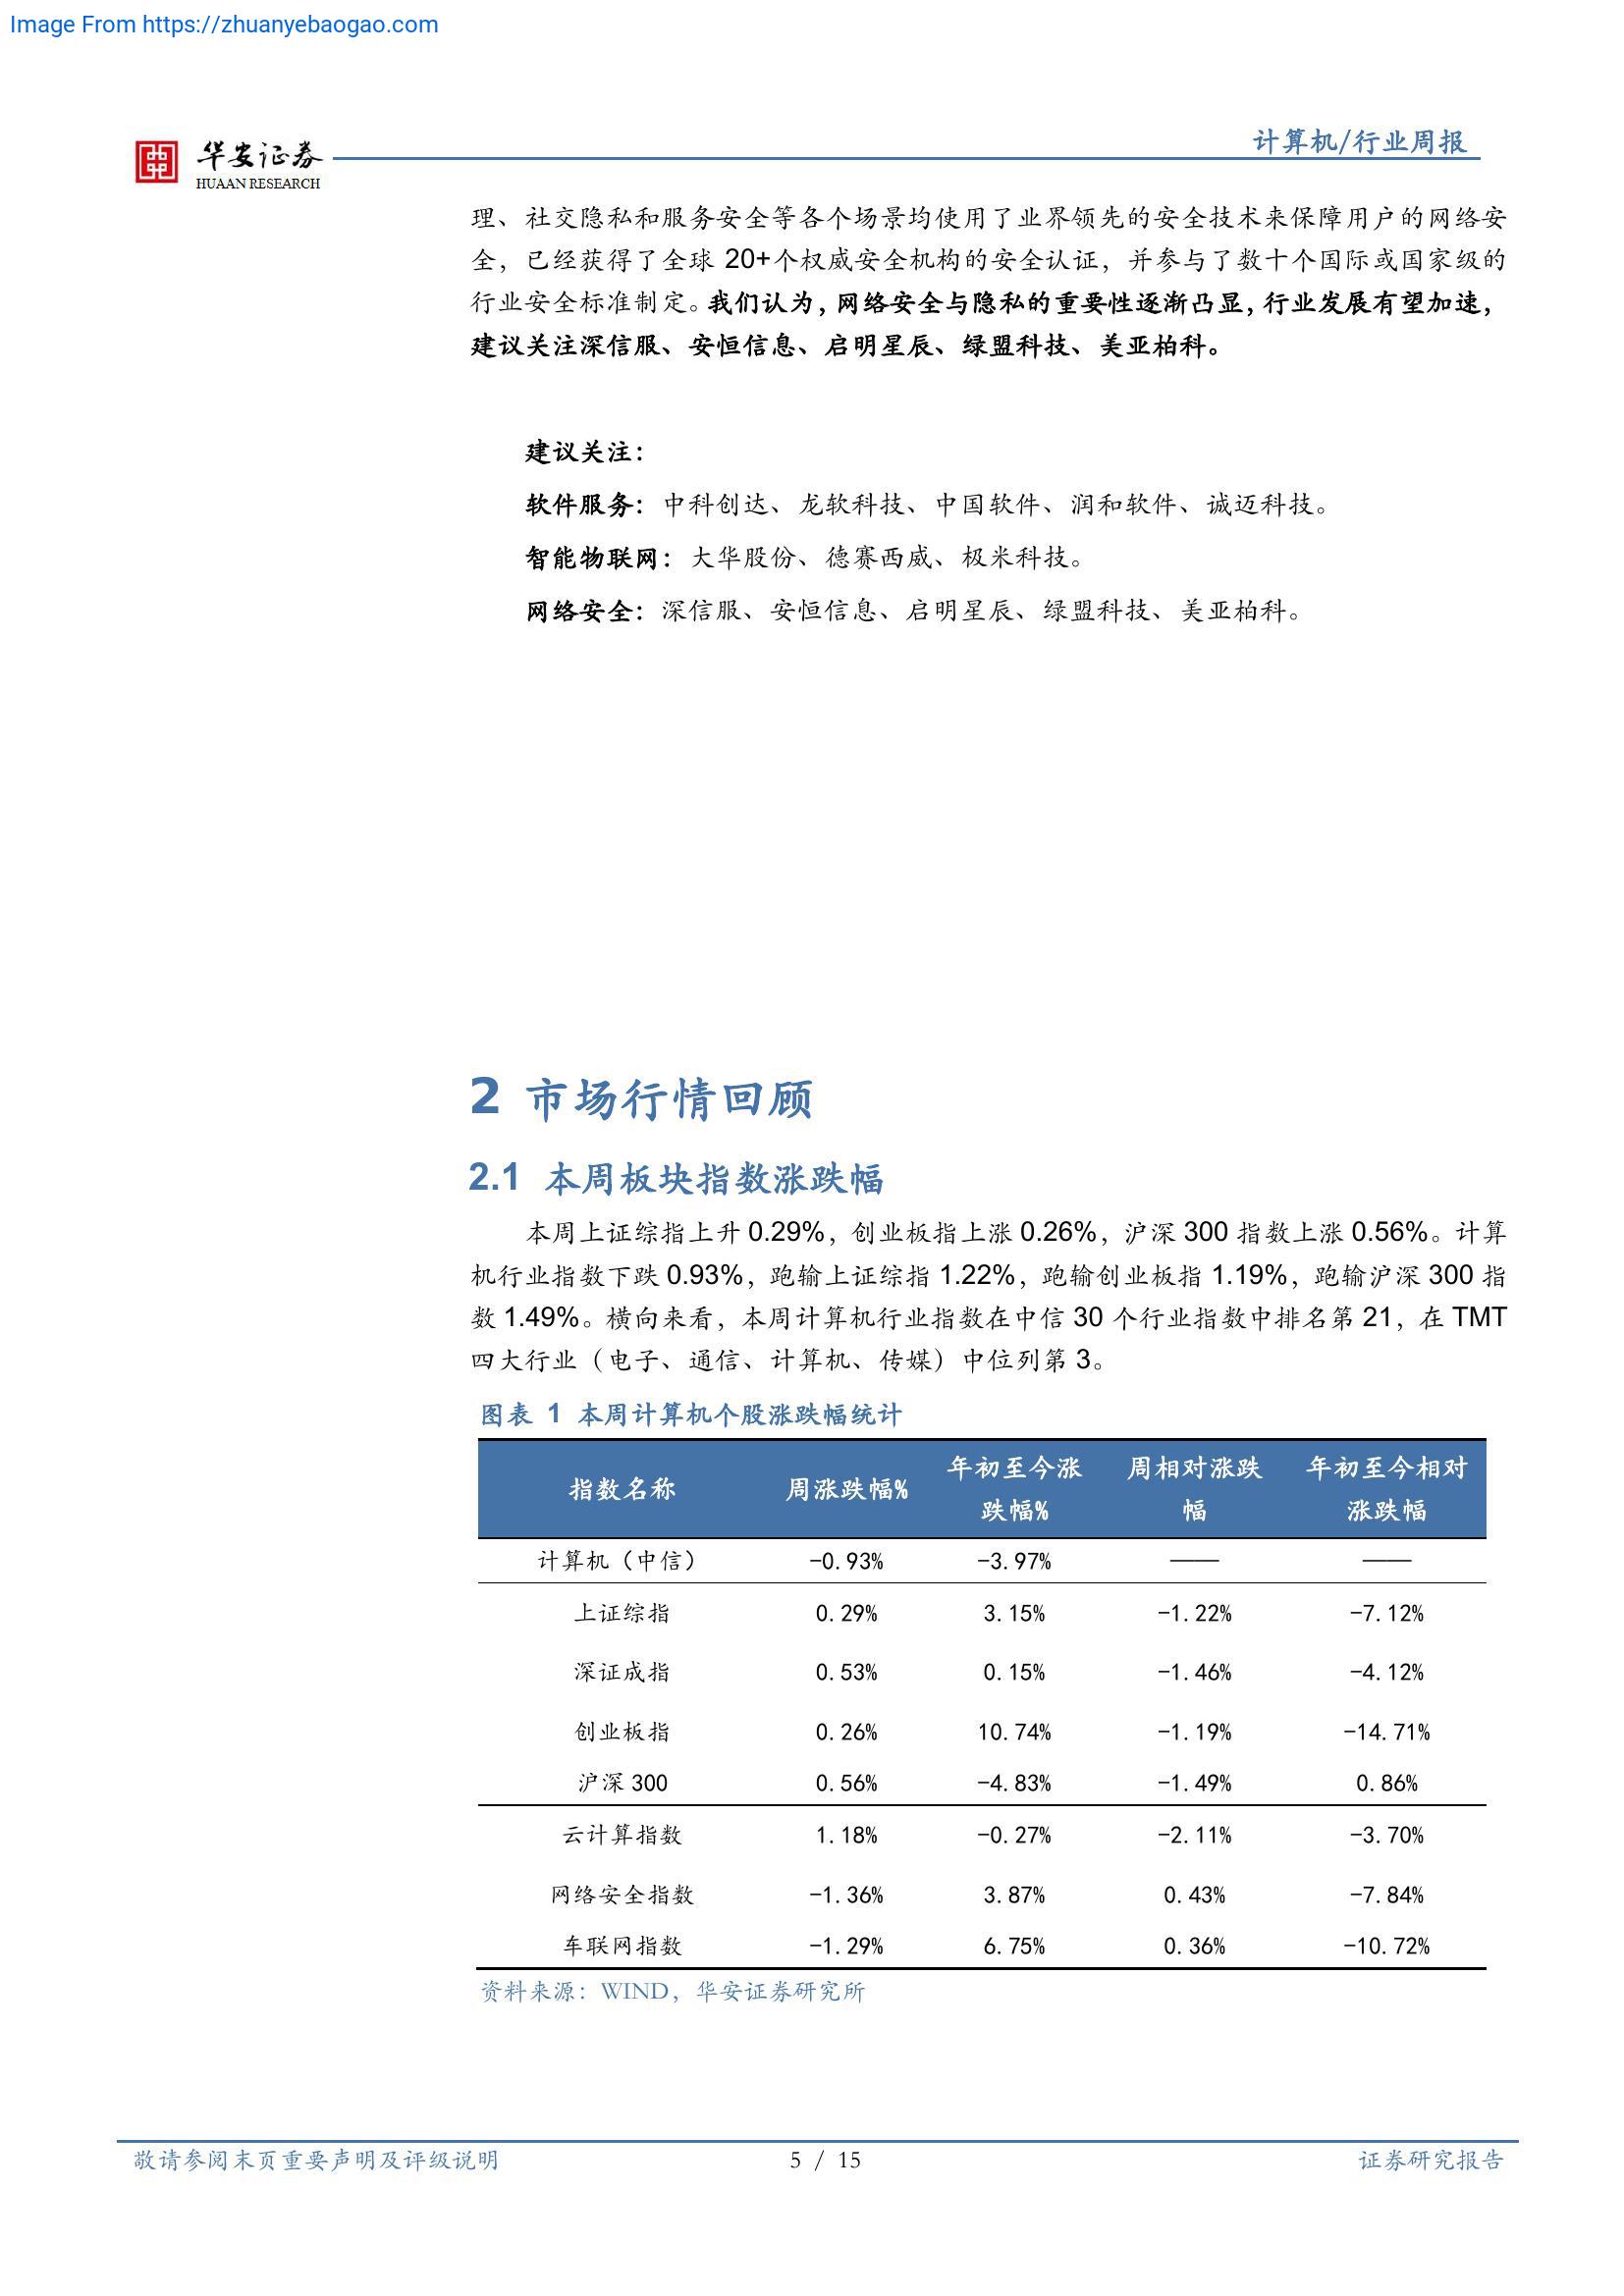 Image From https://zhuanyebaogao.com
华安证券
HUAAN RESEARCH
计算机/行业周报
理、社交隐私和服务安全等各个场景均使用了业界领先的安全技术来保障用户的网络安
全，已经获得了全球 20+个权威安全机构的安全认证，并参与了数十个国际或国家级的
行业安全标准制定。我们认为，网络安全与隐私的重要性逐渐凸显，行业发展有望加速，
建议关注深信服、安恒信息、启明星辰、绿盟科技、美亚柏科。
建议关注：
软件服务：中科创达、龙软科技、中国软件、润和软件、诚迈科技。
智能物联网：大华股份、德赛西威、极米科技。
网络安全：深信服、安恒信息、启明星辰、绿盟科技、美亚柏科。
2 市场行情回顾
2.1 本周板块指数涨跌幅
本周上证综指上升 0.29%，创业板指上涨 0.26%，沪深 300 指数上涨 0.56%。计算
机行业指数下跌 0.93%，跑输上证综指 1.22%，跑输创业板指 1.19%，跑输沪深 300 指
数 1.49%。横向来看，本周计算机行业指数在中信 30 个行业指数中排名第 21，在 TMT
四大行业（电子、通信、计算机、传媒）中位列第 3。
图表 1 本周计算机个股涨跌幅统计
指数名称 周涨跌幅% 年初至今涨跌幅% 周相对涨跌幅 年初至今相对涨跌幅
计算机（中信） -0.93% -3.97% —— ——
上证综指 0.29% 3.15% -1.22% -7.12%
深证成指 0.53% 0.15% -1.46% -4.12%
创业板指 0.26% 10.74% -1.19% -14.71%
沪深 300 0.56% -4.83% -1.49% 0.86%
云计算指数 1.18% -0.27% -2.11% -3.70%
网络安全指数 -1.36% 3.87% 0.43% -7.84%
车联网指数 -1.29% 6.75% 0.36% -10.72%
资料来源：WIND，华安证券研究所
敬请参阅末页重要声明及评级说明 5 / 15 证券研究报告